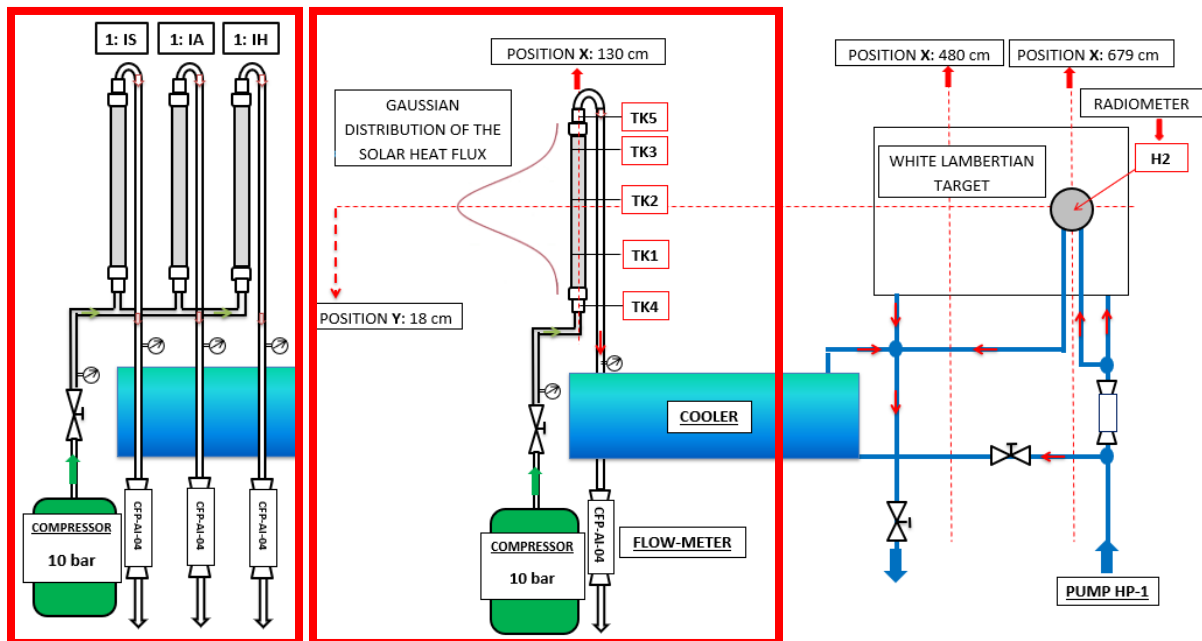 1: IS
1: IA
1: IH
COMPRESSOR
10 bar
CFP-AI-04
CFP-AI-04
CFP-AI-04
POSITION X: 130 cm
GAUSSIAN
DISTRIBUTION OF THE
SOLAR HEAT FLUX
TK5
TK3
TK2
TK1
TK4
POSITION Y: 18 cm
COOLER
COMPRESSOR
10 bar
CFP-AI-04
FLOW-METER
POSITION X: 480 cm
POSITION X: 679 cm
RADIOMETER
H2
WHITE LAMBERTIAN
TARGET
PUMP HP-1